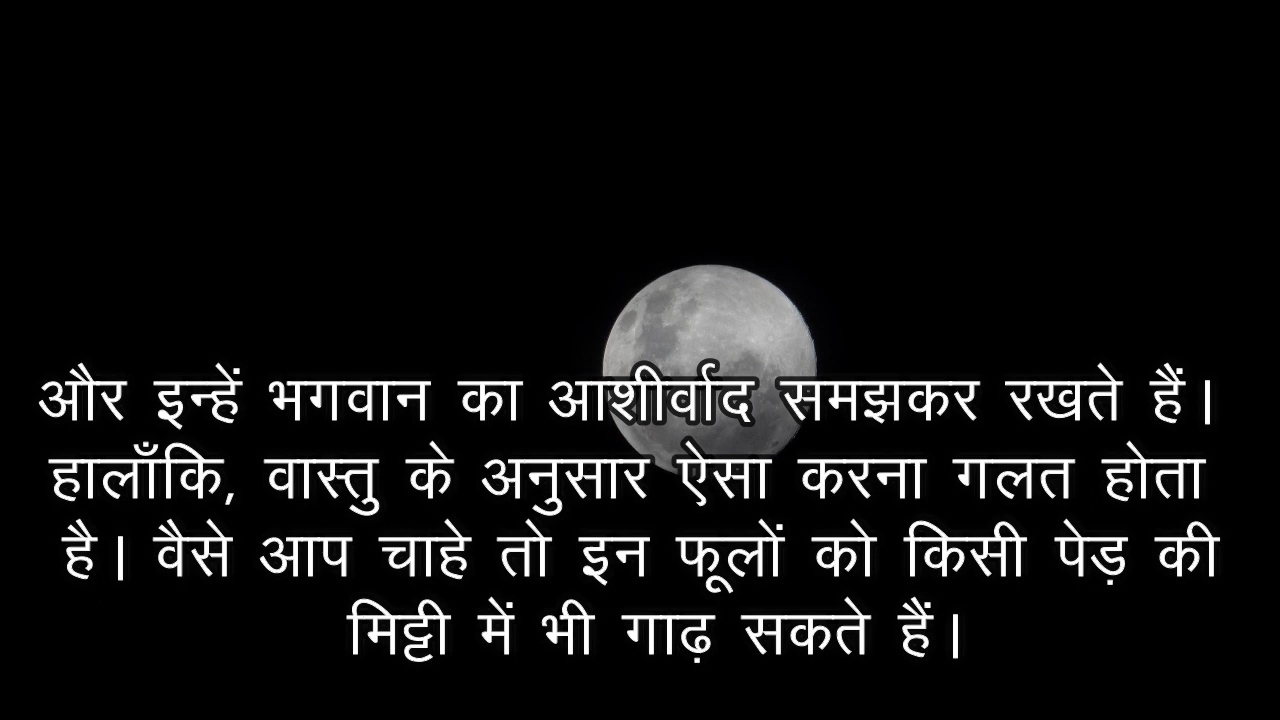 और इन्हें भगवान का आशीर्वाद समझकर रखते हैं।
हालाँकि, वास्तु के अनुसार ऐसा करना गलत होता
है। वैसे आप चाहे तो इन फूलों को किसी पेड़ की
मिट्टी में भी गाढ़ सकते हैं।